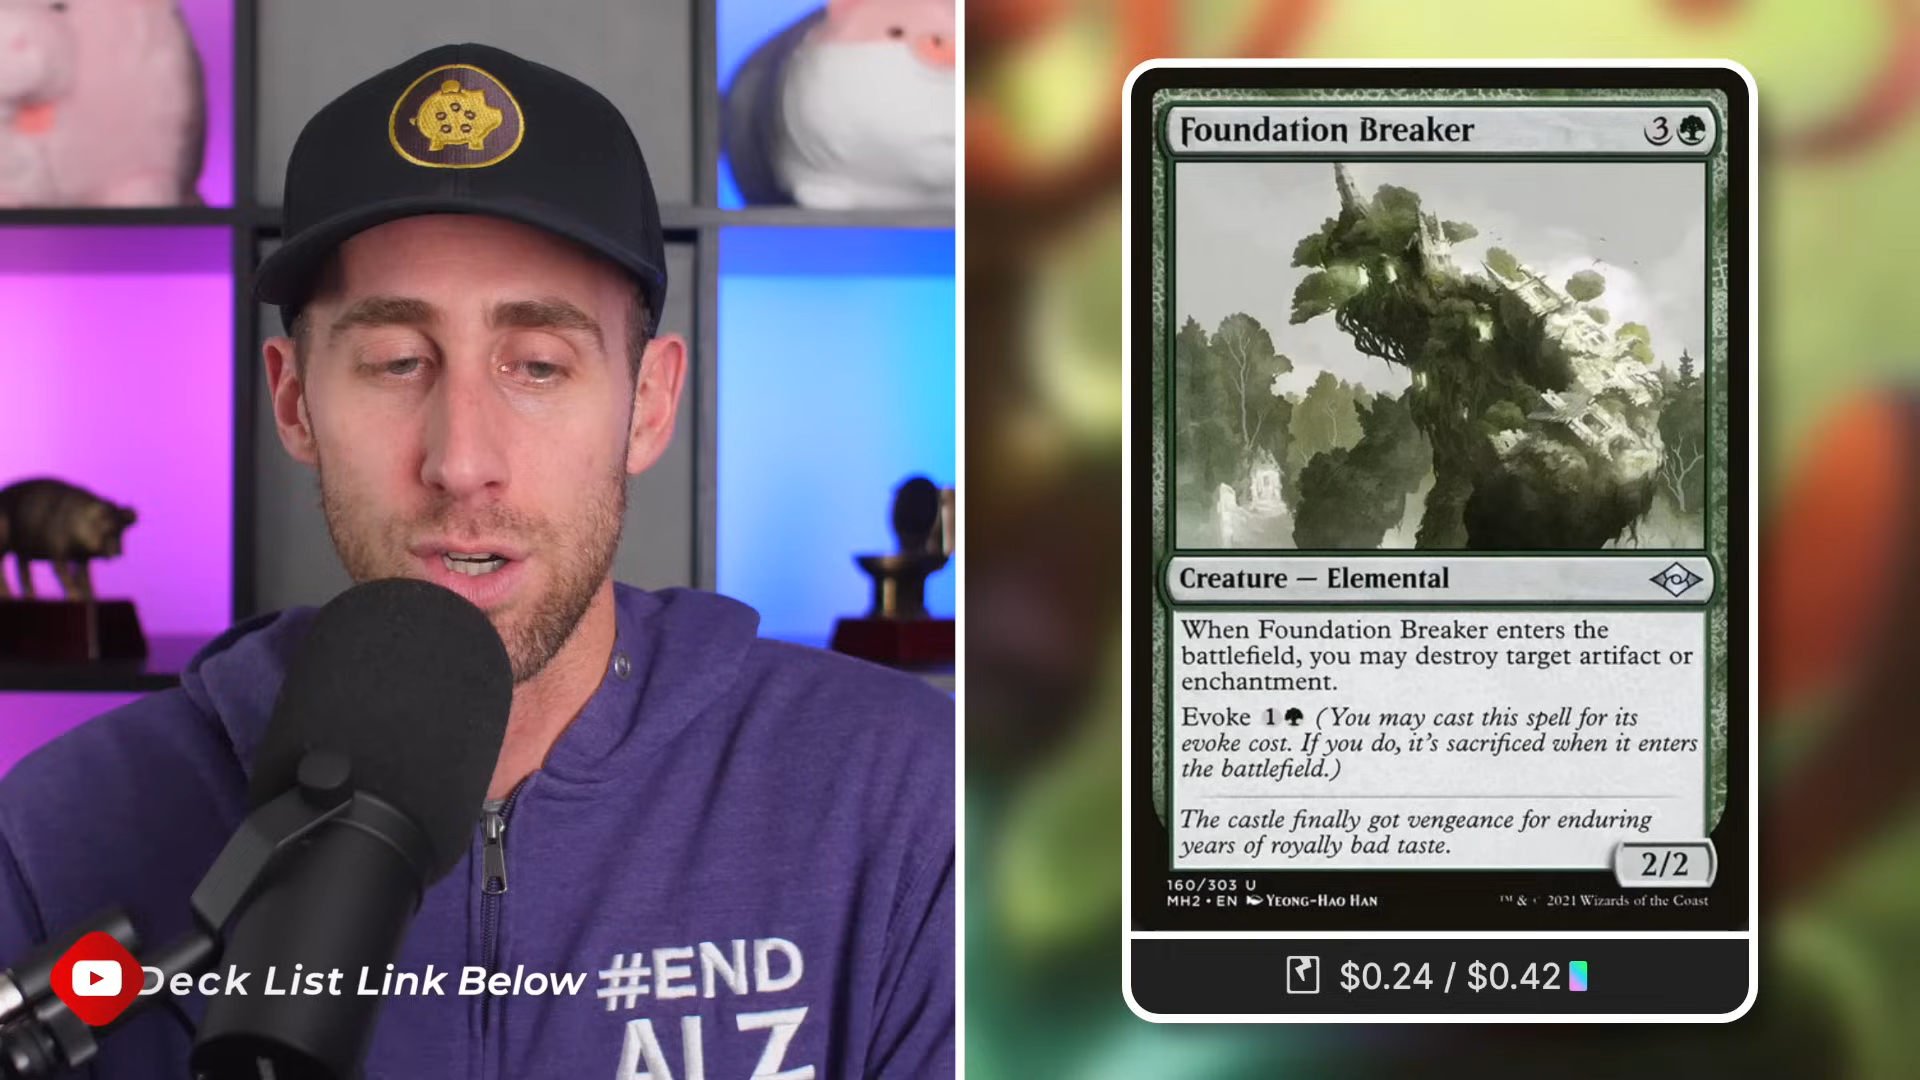 Deck List Link Below
#END
ALZ
Foundation Breaker
3
Creature — Elemental
When Foundation Breaker enters the
battlefield, you may destroy target artifact or
enchantment.
Evoke 1 (You may cast this spell for its
evoke cost. If you do, it's sacrificed when it enters
the battlefield.)
The castle finally got vengeance for enduring
years of royally bad taste.
2/2
160/303 U
MH2 • EN Yeong-Hao Han
™ & © 2021 Wizards of the Coast
$0.24 / $0.42